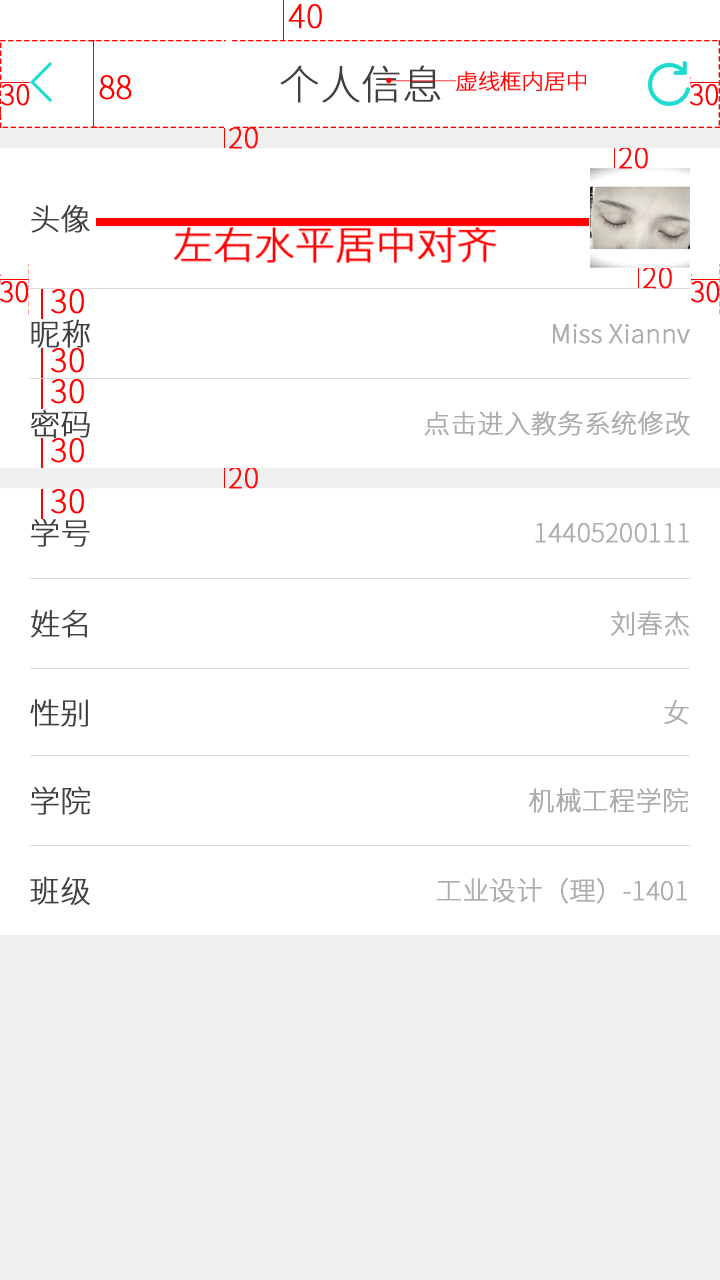 40
30
88
个人信息
虚线框内居中
30
20
20
头像
左右水平居中对齐
20
30
30
30
昵称
Miss Xiannv
30
30
密码
点击进入教务系统修改
30
20
30
学号
14405200111
姓名
刘春杰
性别
女
学院
机械工程学院
班级
工业设计（理）-1401